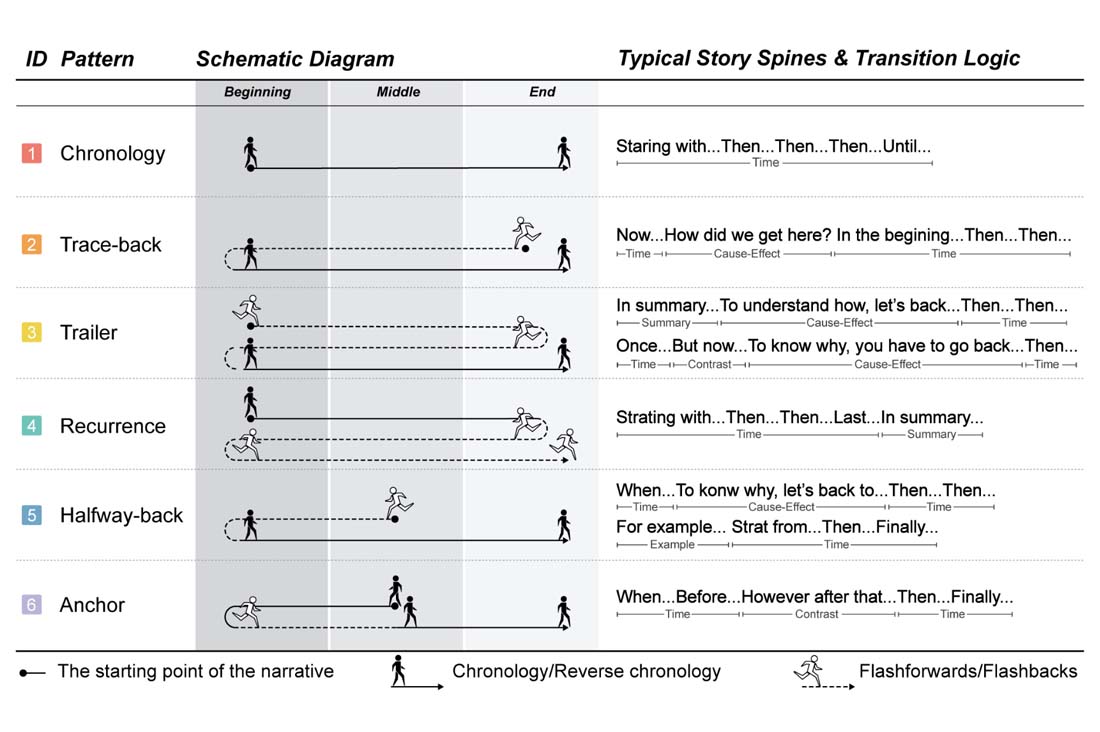 ID Pattern Schematic Diagram Typical Story Spines & Transition Logic
Beginning Middle End
1 Chronology Staring with...Then...Then...Then...Until...
Time
2 Trace-back Now...How did we get here? In the begining...Then...Then...
Time Cause-Effect Time
In summary...To understand how, let's back...Then...Then...
3 Trailer Summary Cause-Effect Time
Once...But now...To know why, you have to go back...Then...
Time Contrast Cause-Effect Time
4 Recurrence Strating with...Then...Then...Last...In summary...
Time Summary
When...To konw why, let's back to...Then...Then...
Time Cause-Effect Time
5 Halfway-back
For example... Strat from...Then...Finally...
Example Time
6 Anchor When...Before...However after that...Then...Finally...
Time Contrast Time
The starting point of the narrative Chronology/Reverse chronology Flashforwards/Flashbacks